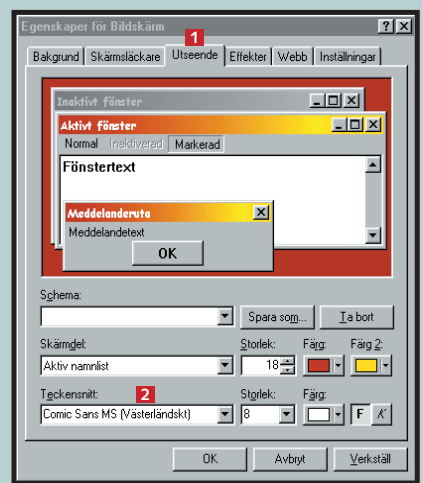 Egenskaper för Bildskärm
1
Bakgrund Skärmsläckare Utseende Effekter Webb Inställningar
Inaktivt fönster
Aktivt fönster
Normal Inaktiverad Markerad
Fönstertext
Meddelanderuta
Meddelandetext
OK
Schema:
Spara som... Ta bort
Skärmdel: Storlek: Färg: Färg 2:
Aktiv namnlist 18
Teckensnitt: 2 Storlek: Färg:
Comic Sans MS (Västerländskt) 8 F K
OK Avbryt Verkställ